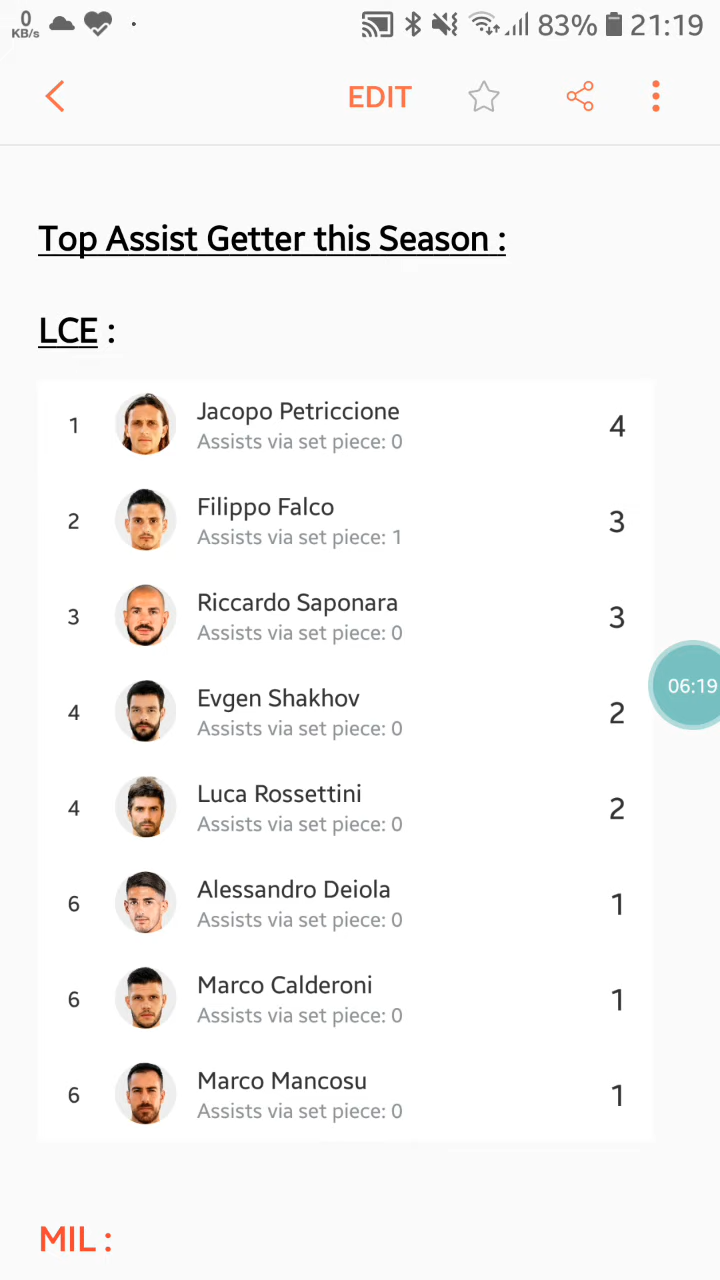 0
KB/s
83%
21:19
EDIT
Top Assist Getter this Season :
LCE :
1
Jacopo Petriccione
Assists via set piece: 0
4
2
Filippo Falco
Assists via set piece: 1
3
3
Riccardo Saponara
Assists via set piece: 0
3
06:19
4
Evgen Shakhov
Assists via set piece: 0
2
4
Luca Rossettini
Assists via set piece: 0
2
6
Alessandro Deiola
Assists via set piece: 0
1
6
Marco Calderoni
Assists via set piece: 0
1
6
Marco Mancosu
Assists via set piece: 0
1
MIL :